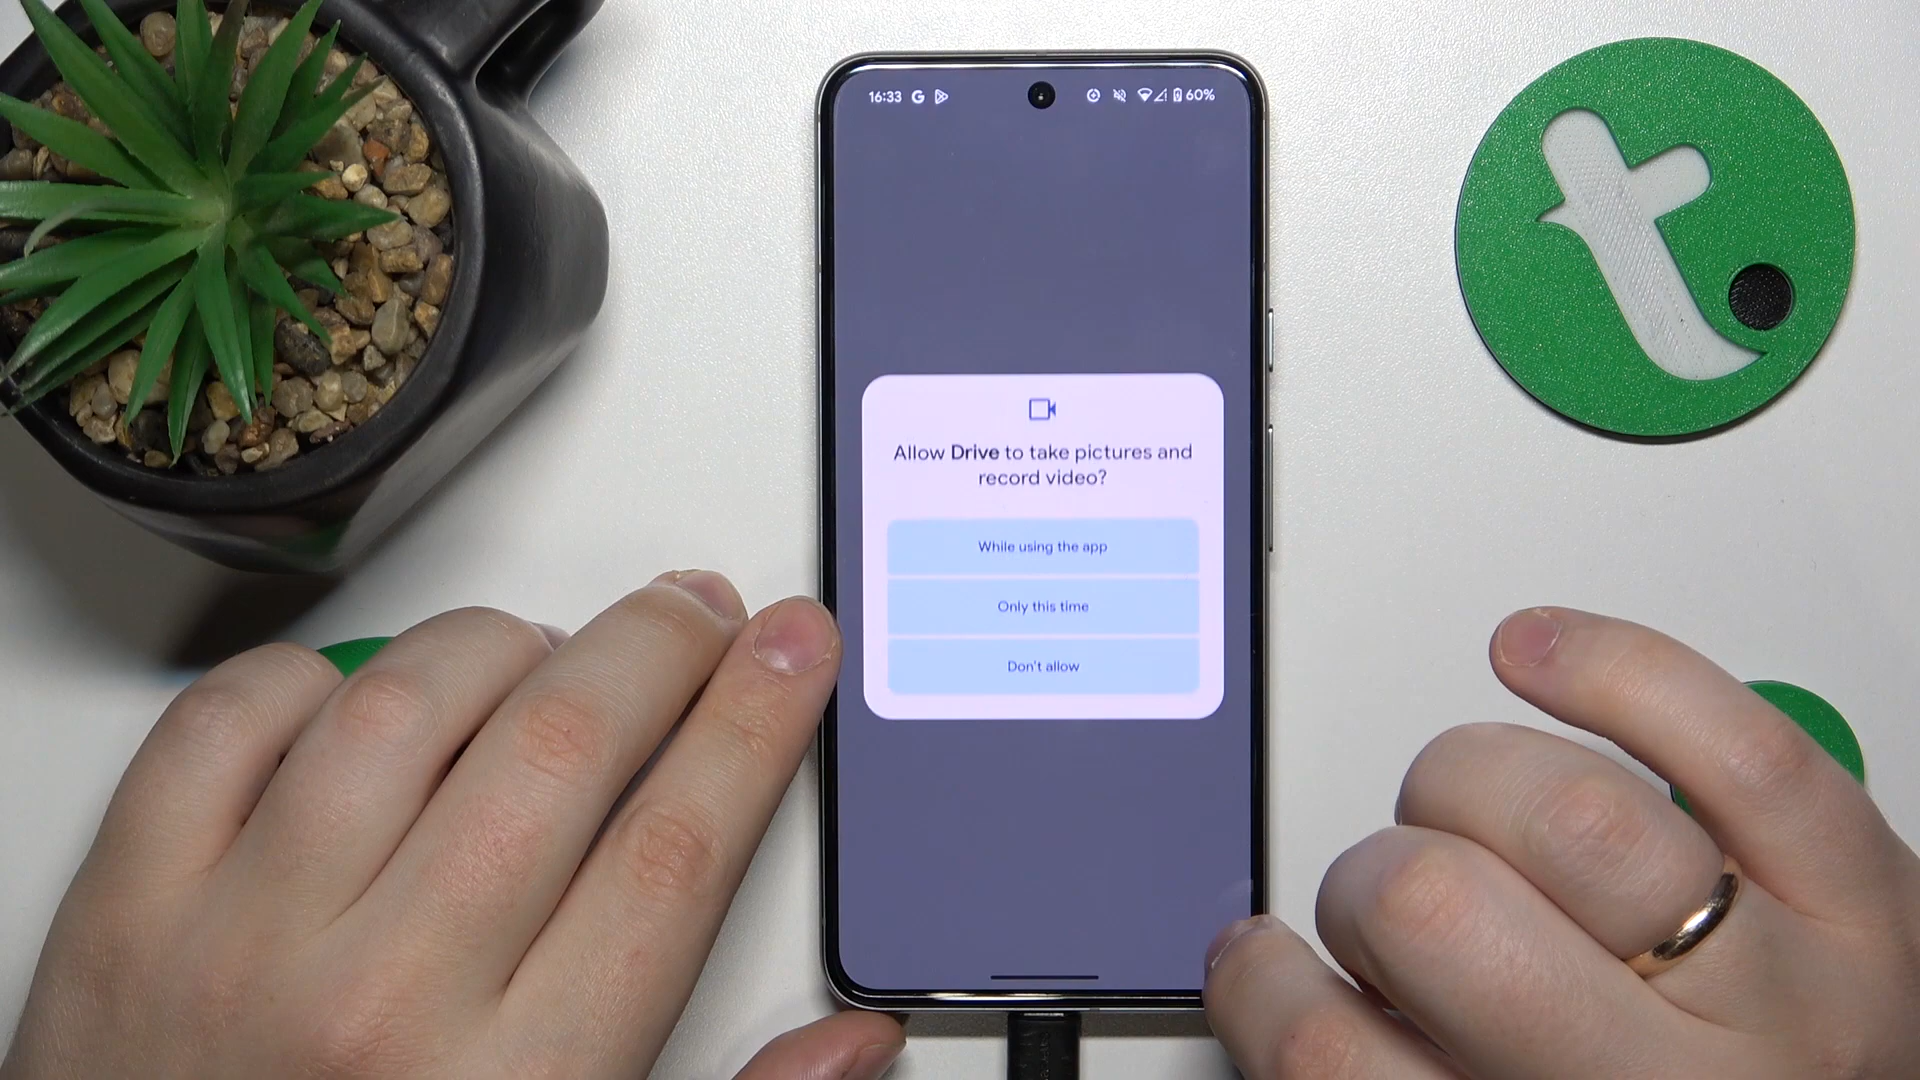 16:33 60%
Allow Drive to take pictures and
record video?
While using the app
Only this time
Don't allow